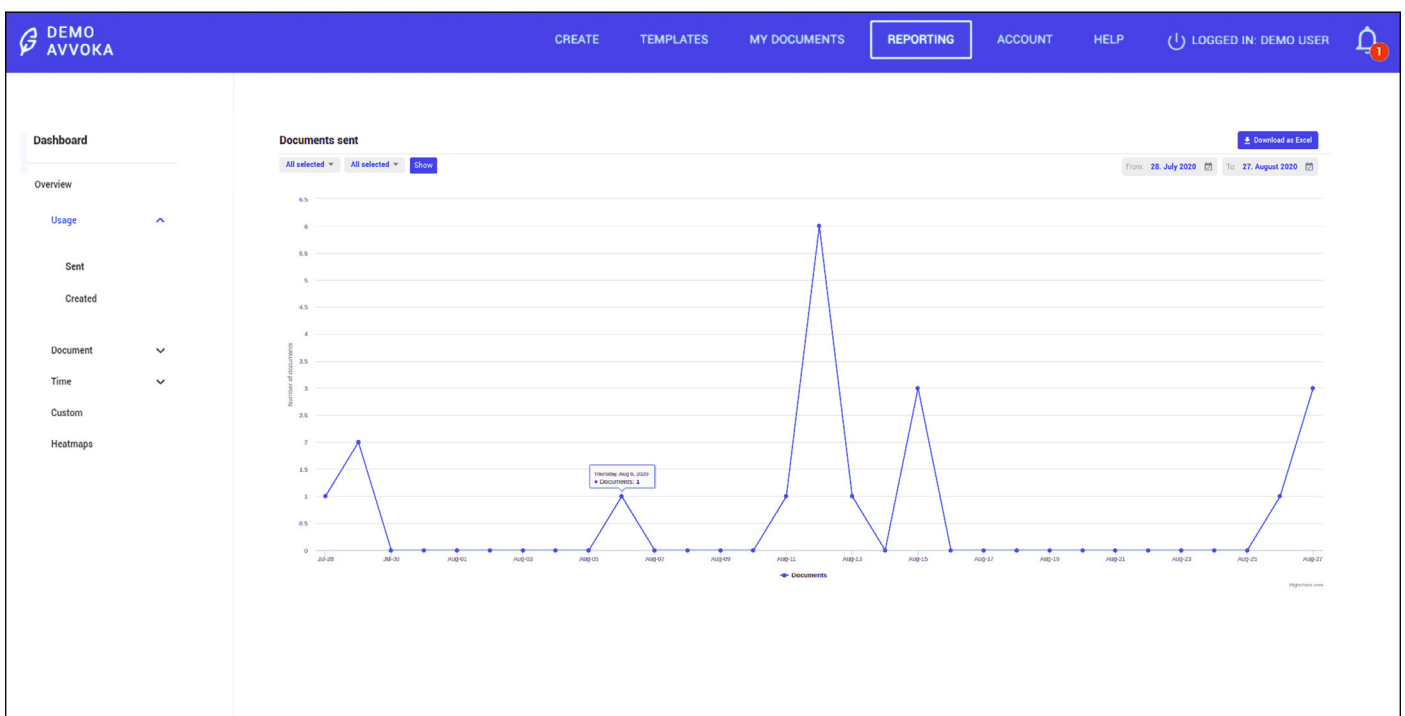 DEMO
AVVOKA
CREATE TEMPLATES MY DOCUMENTS REPORTING ACCOUNT HELP LOGGED IN: DEMO USER 1
Dashboard
Overview
Usage
Sent
Created
Document
Time
Custom
Heatmaps
Documents sent
Download as Excel
All selected All selected Show
From: 28. July 2020 To: 27. August 2020
6.5
6
5.5
5
4.5
4
3.5
3
2.5
2
1.5
1
0.5
0
Number of documents
Thursday, Aug 6, 2020
Documents: 1
Jul-28 Jul-30 Aug-01 Aug-03 Aug-05 Aug-07 Aug-09 Aug-11 Aug-13 Aug-15 Aug-17 Aug-19 Aug-21 Aug-23 Aug-25 Aug-27
Documents
Highcharts.com